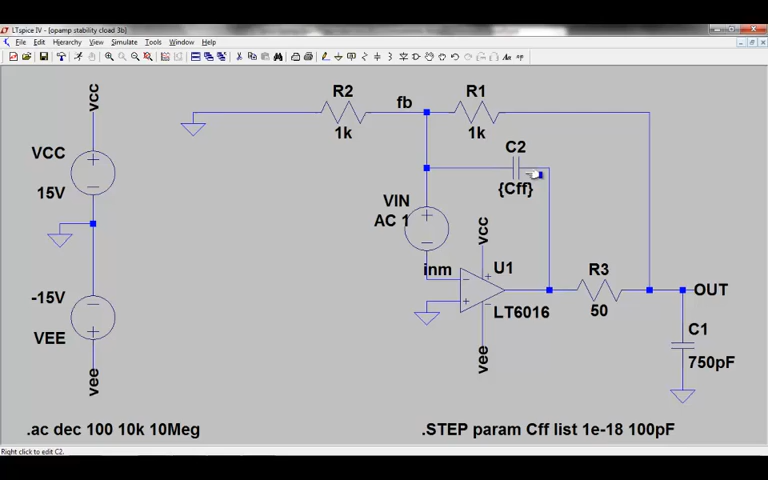 LTspice IV - [opamp stability cload 3b]
File Edit Hierarchy View Simulate Tools Window Help
vcc
VCC
15V
-15V
VEE
vee
R2
1k
fb
R1
1k
C2
{Cff}
VIN
AC 1
inm
vcc
U1
LT6016
vee
R3
50
OUT
C1
750pF
.ac dec 100 10k 10Meg
.STEP param Cff list 1e-18 100pF
Right click to edit C2.